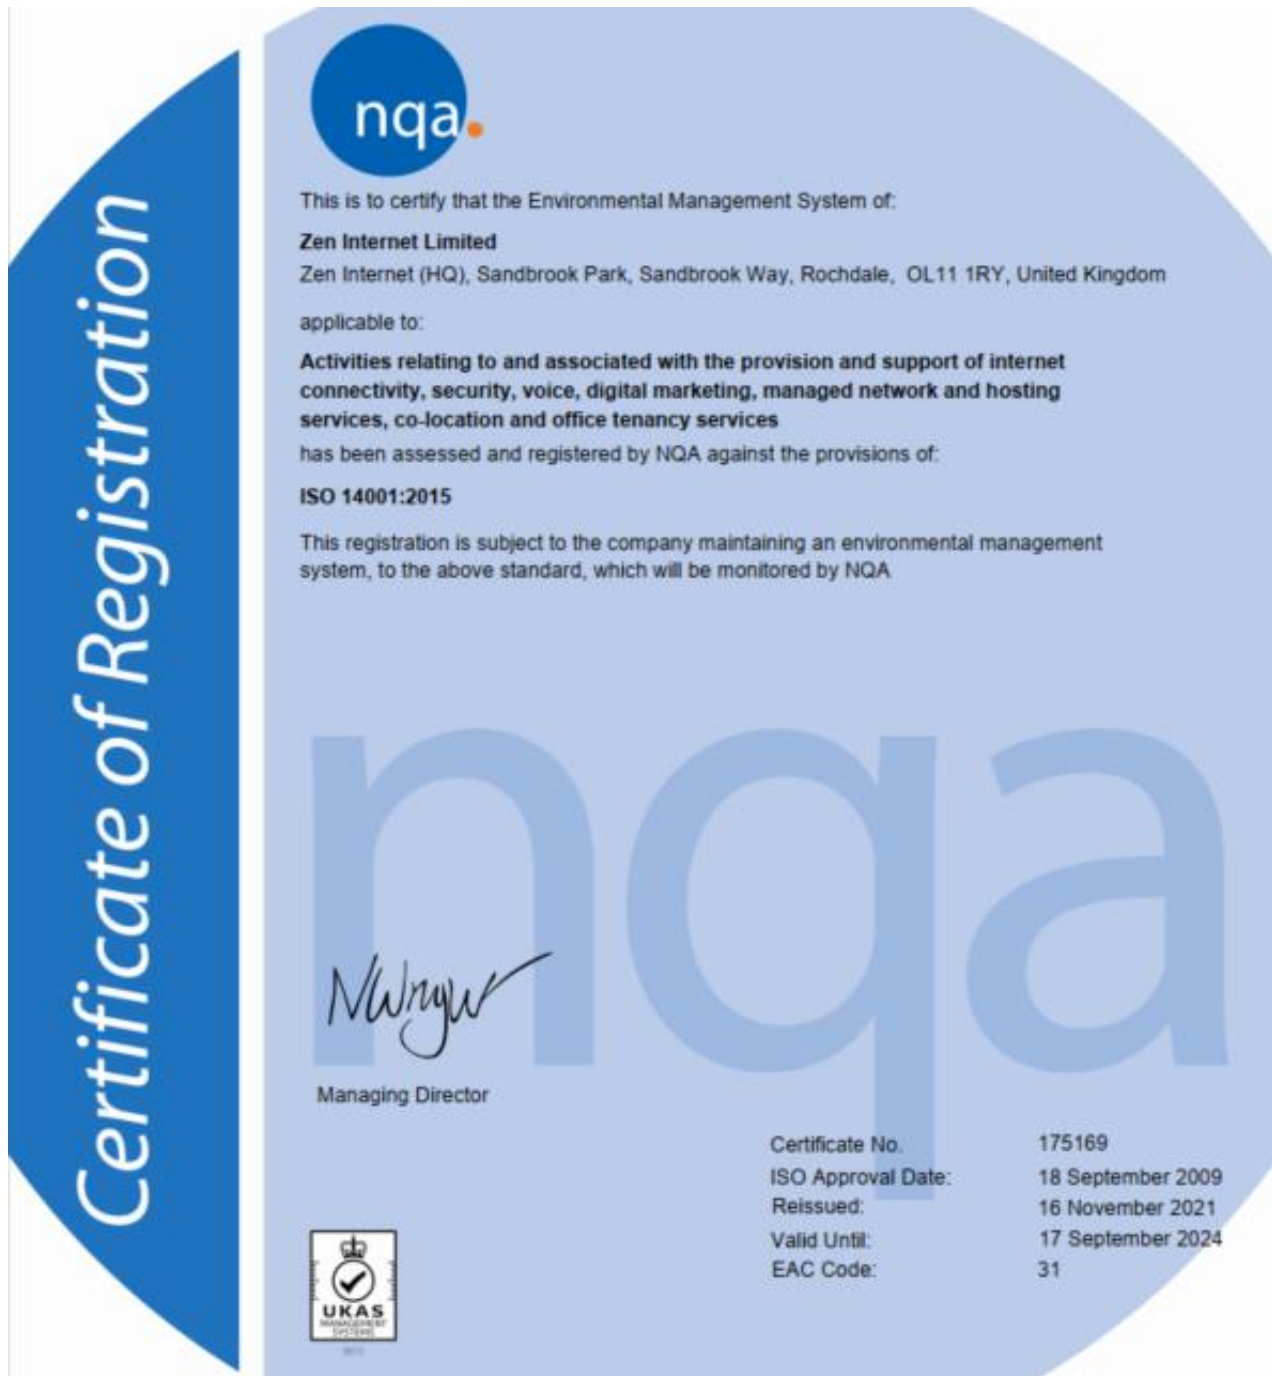 Certificate of Registration
nqa.
This is to certify that the Environmental Management System of:
Zen Internet Limited
Zen Internet (HQ), Sandbrook Park, Sandbrook Way, Rochdale, OL11 1RY, United Kingdom
applicable to:
Activities relating to and associated with the provision and support of internet
connectivity, security, voice, digital marketing, managed network and hosting
services, co-location and office tenancy services
has been assessed and registered by NQA against the provisions of:
ISO 14001:2015
This registration is subject to the company maintaining an environmental management
system, to the above standard, which will be monitored by NQA
nqa
Managing Director
Certificate No. 175169
ISO Approval Date: 18 September 2009
Reissued: 16 November 2021
Valid Until: 17 September 2024
EAC Code: 31
UKAS
MANAGEMENT
SYSTEMS